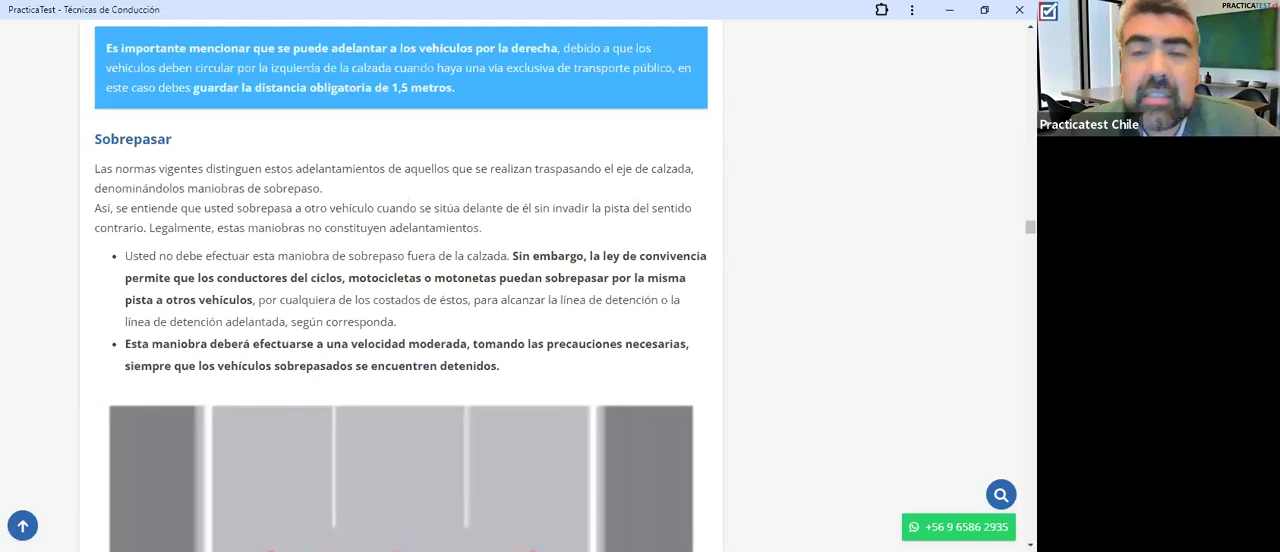 PracticaTest - Técnicas de Conducción
PRACTICATEST
Practicatest Chile
Es importante mencionar que se puede adelantar a los vehículos por la derecha, debido a que los
vehículos deben circular por la izquierda de la calzada cuando haya una vía exclusiva de transporte público, en
este caso debes guardar la distancia obligatoria de 1,5 metros.
Sobrepasar
Las normas vigentes distinguen estos adelantamientos de aquellos que se realizan traspasando el eje de calzada,
denominándolos maniobras de sobrepaso.
Así, se entiende que usted sobrepasa a otro vehículo cuando se sitúa delante de él sin invadir la pista del sentido
contrario. Legalmente, estas maniobras no constituyen adelantamientos.
• Usted no debe efectuar esta maniobra de sobrepaso fuera de la calzada. Sin embargo, la ley de convivencia
permite que los conductores del ciclos, motocicletas o motonetas puedan sobrepasar por la misma
pista a otros vehículos, por cualquiera de los costados de éstos, para alcanzar la línea de detención o la
línea de detención adelantada, según corresponda.
• Esta maniobra deberá efectuarse a una velocidad moderada, tomando las precauciones necesarias,
siempre que los vehículos sobrepasados se encuentren detenidos.
+56 9 6586 2935